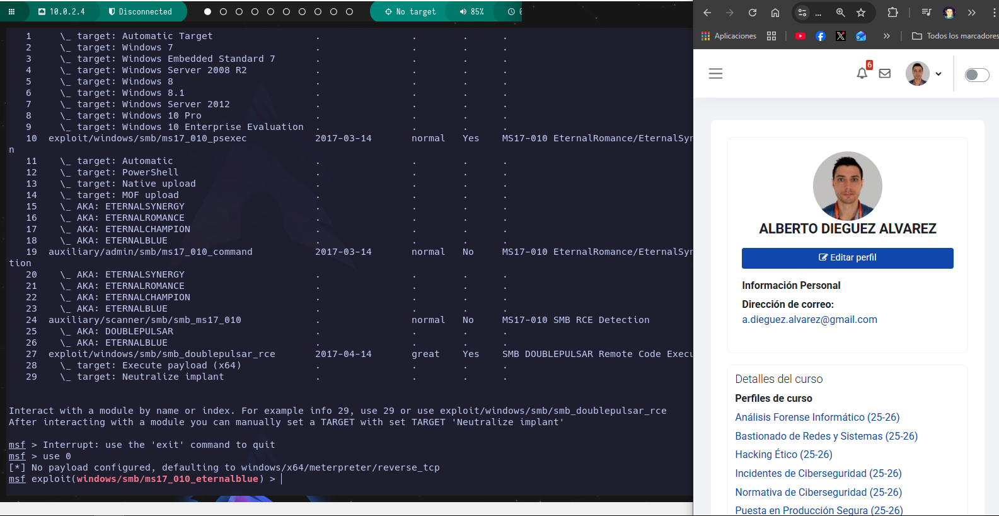 10.0.2.4 Disconnected No target 85%
1 \_ target: Automatic Target . . . .
2 \_ target: Windows 7 . . . .
3 \_ target: Windows Embedded Standard 7 . . . .
4 \_ target: Windows Server 2008 R2 . . . .
5 \_ target: Windows 8 . . . .
6 \_ target: Windows 8.1 . . . .
7 \_ target: Windows Server 2012 . . . .
8 \_ target: Windows 10 Pro . . . .
9 \_ target: Windows 10 Enterprise Evaluation . . . .
10 exploit/windows/smb/ms17_010_psexec 2017-03-14 normal Yes MS17-010 EternalRomance/EternalSyn
n
11 \_ target: Automatic . . . .
12 \_ target: PowerShell . . . .
13 \_ target: Native upload . . . .
14 \_ target: MOF upload . . . .
15 \_ AKA: ETERNALSYNERGY . . . .
16 \_ AKA: ETERNALROMANCE . . . .
17 \_ AKA: ETERNALCHAMPION . . . .
18 \_ AKA: ETERNALBLUE . . . .
19 auxiliary/admin/smb/ms17_010_command 2017-03-14 normal No MS17-010 EternalRomance/EternalSyn
tion
20 \_ AKA: ETERNALSYNERGY . . . .
21 \_ AKA: ETERNALROMANCE . . . .
22 \_ AKA: ETERNALCHAMPION . . . .
23 \_ AKA: ETERNALBLUE . . . .
24 auxiliary/scanner/smb/smb_ms17_010 . normal No MS17-010 SMB RCE Detection
25 \_ AKA: DOUBLEPULSAR . . . .
26 \_ AKA: ETERNALBLUE . . . .
27 exploit/windows/smb/smb_doublepulsar_rce 2017-04-14 great Yes SMB DOUBLEPULSAR Remote Code Execu
28 \_ target: Execute payload (x64) . . . .
29 \_ target: Neutralize implant . . . .
Interact with a module by name or index. For example info 29, use 29 or use exploit/windows/smb/smb_doublepulsar_rce
After interacting with a module you can manually set a TARGET with set TARGET 'Neutralize implant'
msf > Interrupt: use the 'exit' command to quit
msf > use 0
[*] No payload configured, defaulting to windows/x64/meterpreter/reverse_tcp
msf exploit(windows/smb/ms17_010_eternalblue) >
...
Aplicaciones Todos los marcadores
6
ALBERTO DIEGUEZ ALVAREZ
Editar perfil
Información Personal
Dirección de correo:
a.dieguez.alvarez@gmail.com
Detalles del curso
Perfiles de curso
Análisis Forense Informático (25-26)
Bastionado de Redes y Sistemas (25-26)
Hacking Ético (25-26)
Incidentes de Ciberseguridad (25-26)
Normativa de Ciberseguridad (25-26)
Puesta en Producción Segura (25-26)